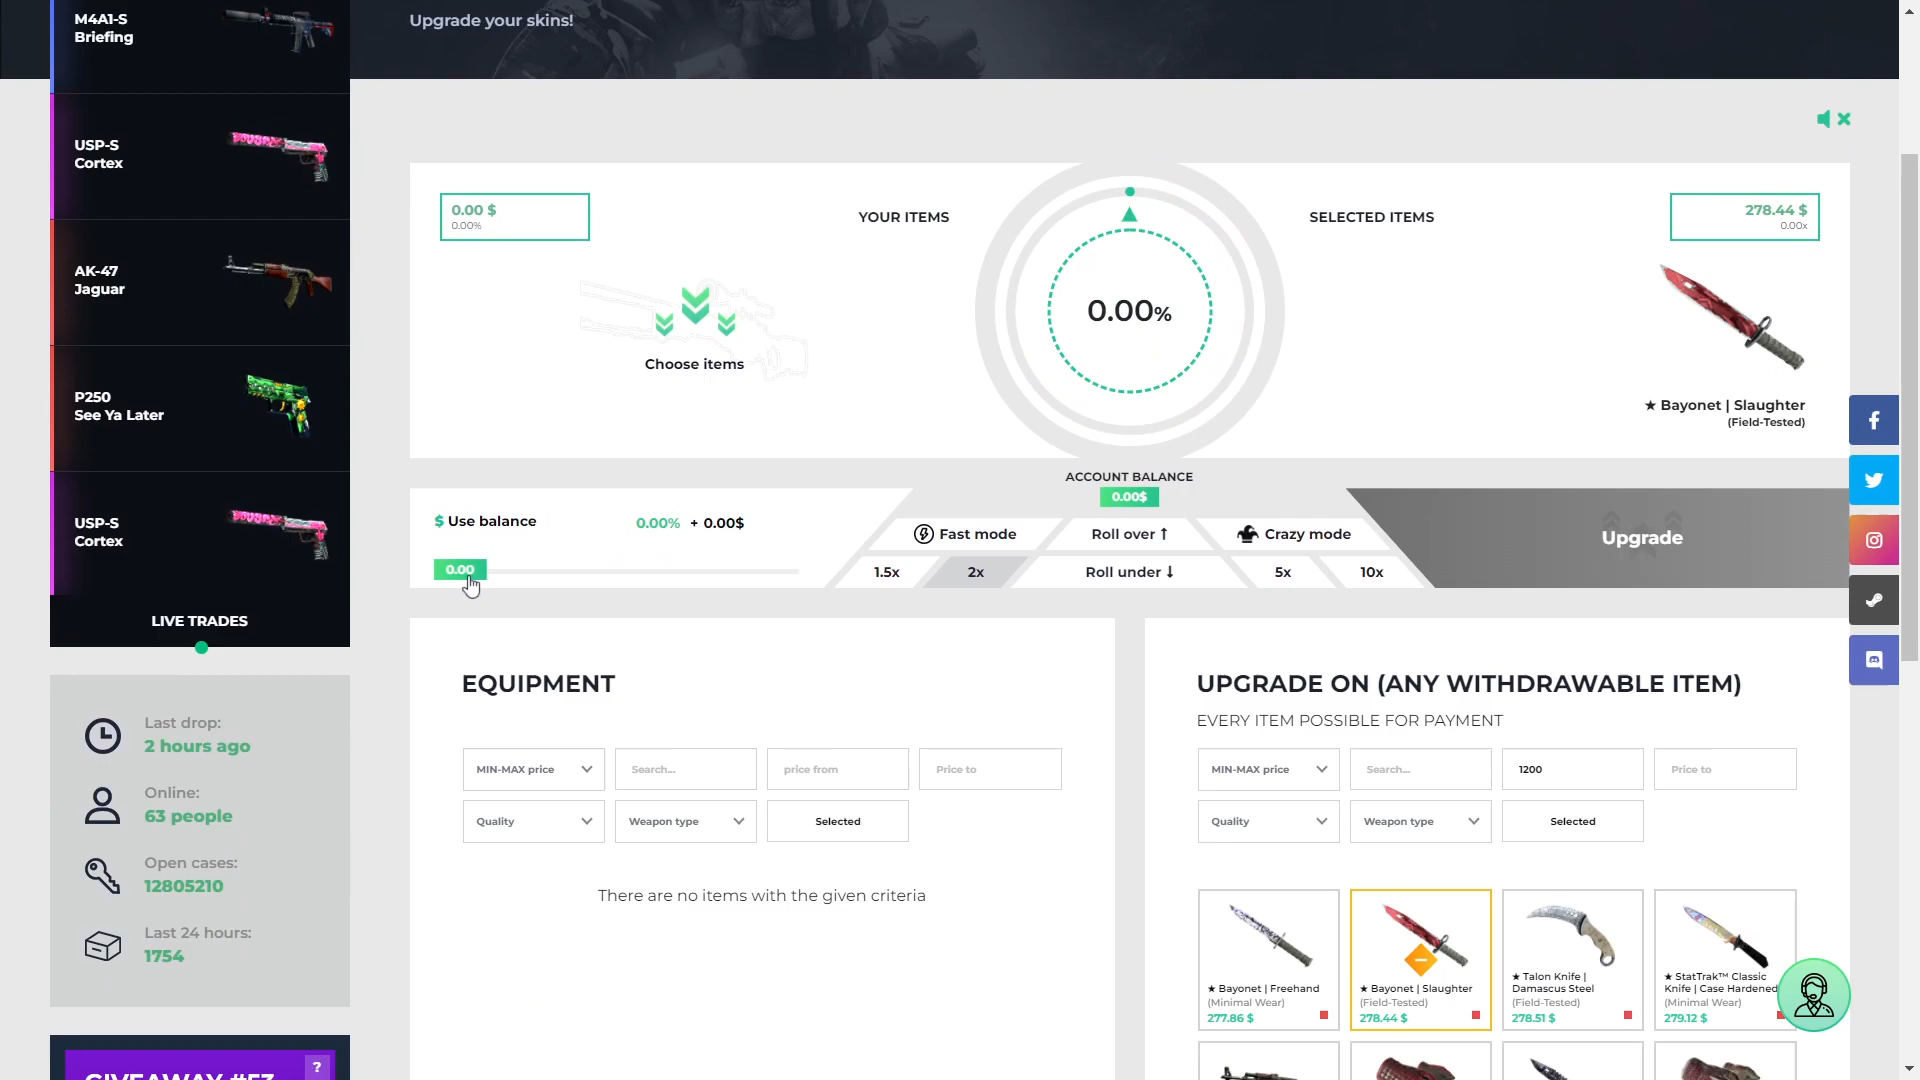 M4A1-S
Briefing
USP-S
Cortex
AK-47
Jaguar
P250
See Ya Later
USP-S
Cortex
LIVE TRADES
Last drop:
2 hours ago
Online:
63 people
Open cases:
12805210
Last 24 hours:
1754
GIVEAWAY #53
?
Upgrade your skins!
0.00 $
0.00%
YOUR ITEMS
Choose items
0.00%
SELECTED ITEMS
278.44 $
0.00x
★ Bayonet | Slaughter
(Field-Tested)
ACCOUNT BALANCE
0.00$
$ Use balance
0.00% + 0.00$
0.00
Fast mode
Roll over ↑
Crazy mode
1.5x
2x
Roll under ↓
5x
10x
Upgrade
EQUIPMENT
MIN-MAX price
Search...
price from
Price to
Quality
Weapon type
Selected
There are no items with the given criteria
UPGRADE ON (ANY WITHDRAWABLE ITEM)
EVERY ITEM POSSIBLE FOR PAYMENT
MIN-MAX price
Search...
1200
Price to
Quality
Weapon type
Selected
★ Bayonet | Freehand
(Minimal Wear)
277.86 $
★ Bayonet | Slaughter
(Field-Tested)
278.44 $
★ Talon Knife |
Damascus Steel
(Field-Tested)
278.51 $
★ StatTrak™ Classic
Knife | Case Hardened
(Minimal Wear)
279.12 $